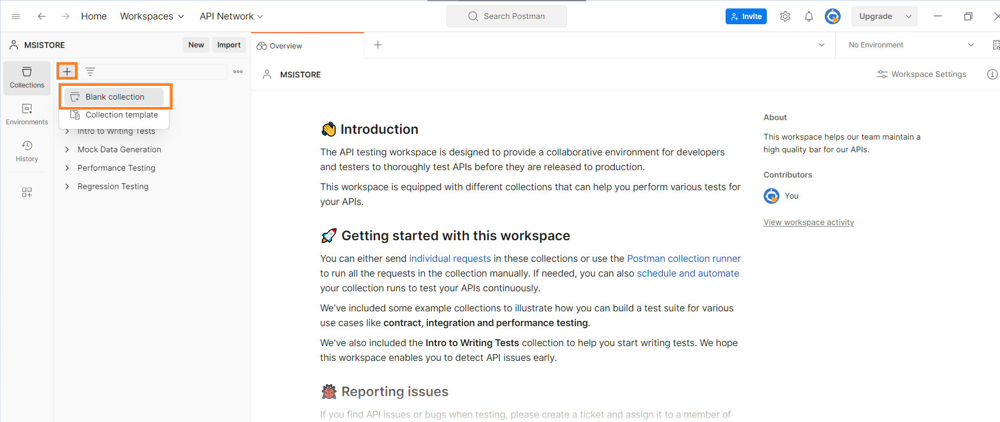 Home
Workspaces
API Network
Search Postman
Invite
Upgrade
MSISTORE
New
Import
Overview
No Environment
Collections
Environments
History
Blank collection
Collection template
Intro to Writing Tests
Mock Data Generation
Performance Testing
Regression Testing
MSISTORE
Workspace Settings
Introduction
The API testing workspace is designed to provide a collaborative environment for developers
and testers to thoroughly test APIs before they are released to production.
This workspace is equipped with different collections that can help you perform various tests for
your APIs.
Getting started with this workspace
You can either send individual requests in these collections or use the Postman collection runner
to run all the requests in the collection manually. If needed, you can also schedule and automate
your collection runs to test your APIs continuously.
We've included some example collections to illustrate how you can build a test suite for various
use cases like contract, integration and performance testing.
We've also included the Intro to Writing Tests collection to help you start writing tests. We hope
this workspace enables you to detect API issues early.
Reporting issues
If you find API issues or bugs when testing, please create a ticket and assign it to a member of
About
This workspace helps our team maintain a
high quality bar for our APIs.
Contributors
You
View workspace activity